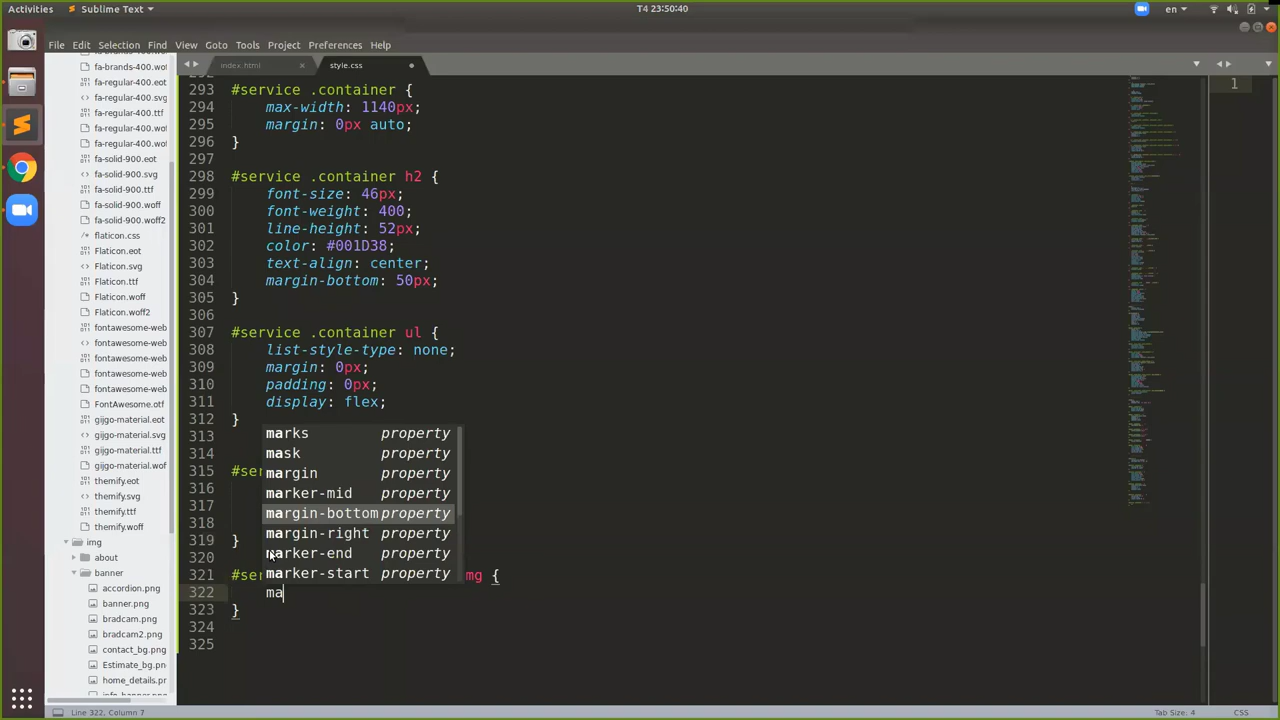 Activities
Sublime Text
T4 23:50:40
en
File Edit Selection Find View Goto Tools Project Preferences Help
index.html
style.css
fa-brands-400.wof
fa-regular-400.eot
fa-regular-400.svg
fa-regular-400.ttf
fa-regular-400.wo
fa-regular-400.wo
fa-solid-900.eot
fa-solid-900.svg
fa-solid-900.ttf
fa-solid-900.woff
fa-solid-900.woff2
/* flaticon.css
Flaticon.eot
Flaticon.svg
Flaticon.ttf
Flaticon.woff
Flaticon.woff2
fontawesome-web
fontawesome-web
fontawesome-web
fontawesome-web
fontawesome-web
FontAwesome.otf
gijgo-material.eot
gijgo-material.svg
gijgo-material.ttf
gijgo-material.wof
themify.eot
themify.svg
themify.ttf
themify.woff
img
about
banner
accordion.png
banner.png
bradcam.png
bradcam2.png
contact_bg.png
Estimate_bg.png
home_details.pr
293 #service .container {
294 max-width: 1140px;
295 margin: 0px auto;
296 }
297
298 #service .container h2 {
299 font-size: 46px;
300 font-weight: 400;
301 line-height: 52px;
302 color: #001D38;
303 text-align: center;
304 margin-bottom: 50px;
305 }
306
307 #service .container ul {
308 list-style-type: none;
309 margin: 0px;
310 padding: 0px;
311 display: flex;
312 }
313
314
315 #ser
316
317
318
319 }
320
321 #ser mg {
322 ma
323 }
324
325
marks property
mask property
margin property
marker-mid property
margin-bottom property
margin-right property
marker-end property
marker-start property
1
Line 322, Column 7
Tab Size: 4
CSS